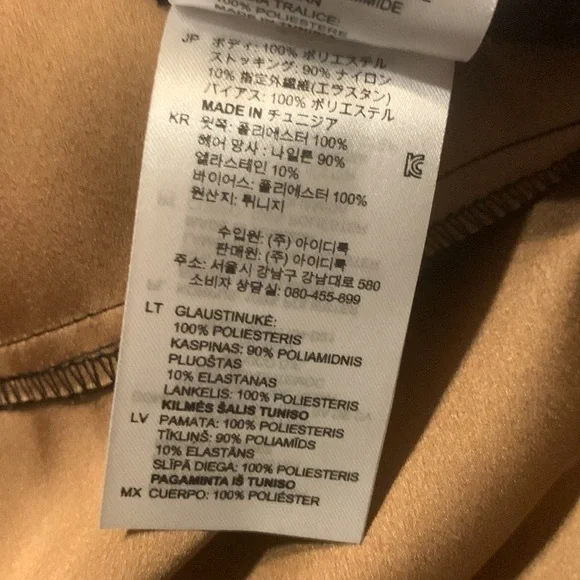 TRALICE:
100% POLIESTERE
MADE IN TUNISIA
JP ボディ: 100% ポリエステル
ストッキング: 90% ナイロン
10% 指定外繊維(エラスタン)
バイアス: 100% ポリエステル
MADE IN チュニジア
KR 윗쪽: 폴리에스터 100%
헤어 망사: 나일론 90%
엘라스테인 10%
바이어스: 폴리에스터 100%
원산지: 튀니지
수입원: (주) 아이디룩
판매원: (주) 아이디룩
주소: 서울시 강남구 강남대로 580
소비자 상담실: 080-455-899
LT GLAUSTINUKĖ:
100% POLIESTERIS
KASPINAS: 90% POLIAMIDNIS
PLUOŠTAS
10% ELASTANAS
LANKELIS: 100% POLIESTERIS
KILMĖS ŠALIS TUNISO
LV PAMATA: 100% POLIESTERIS
TĪKLIŅŠ: 90% POLIAMĪDS
10% ELASTĀNS
SLĪPĀ DIEGA: 100% POLIESTERIS
PAGAMINTA IŠ TUNISO
MX CUERPO: 100% POLIÉSTER